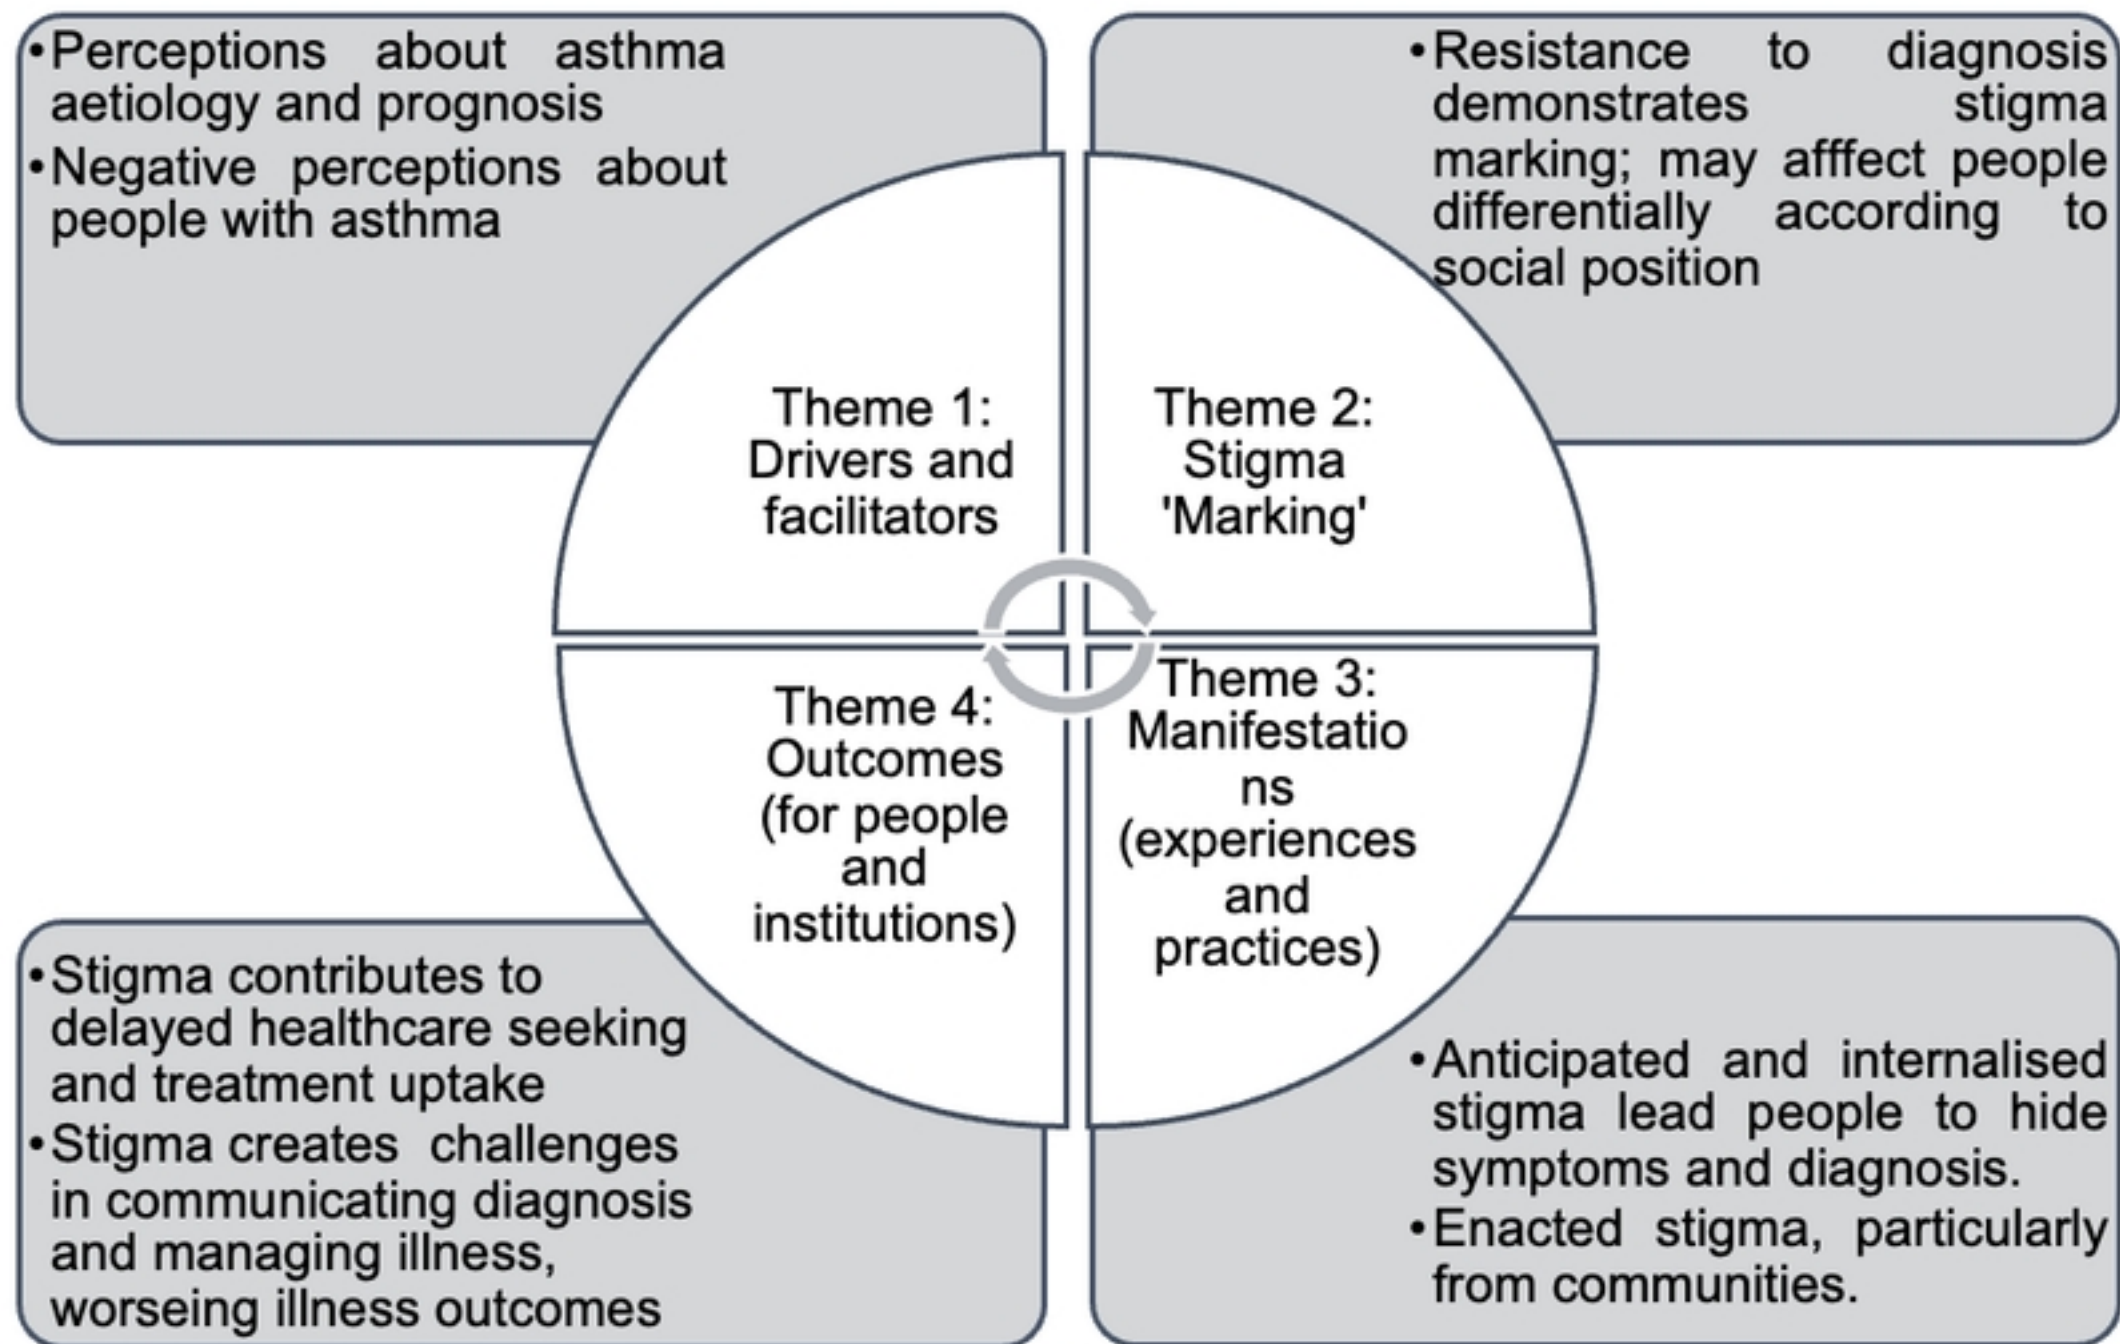 •Perceptions about asthma
aetiology and prognosis
•Negative perceptions about
people with asthma
•Resistance to diagnosis
demonstrates stigma
marking; may afffect people
differentially according to
social position
Theme 1:
Drivers and
facilitators
Theme 2:
Stigma
'Marking'
Theme 3:
Manifestatio
ns
(experiences
and
practices)
Theme 4:
Outcomes
(for people
and
institutions)
•Stigma contributes to
delayed healthcare seeking
and treatment uptake
•Stigma creates challenges
in communicating diagnosis
and managing illness,
worseing illness outcomes
•Anticipated and internalised
stigma lead people to hide
symptoms and diagnosis.
•Enacted stigma, particularly
from communities.